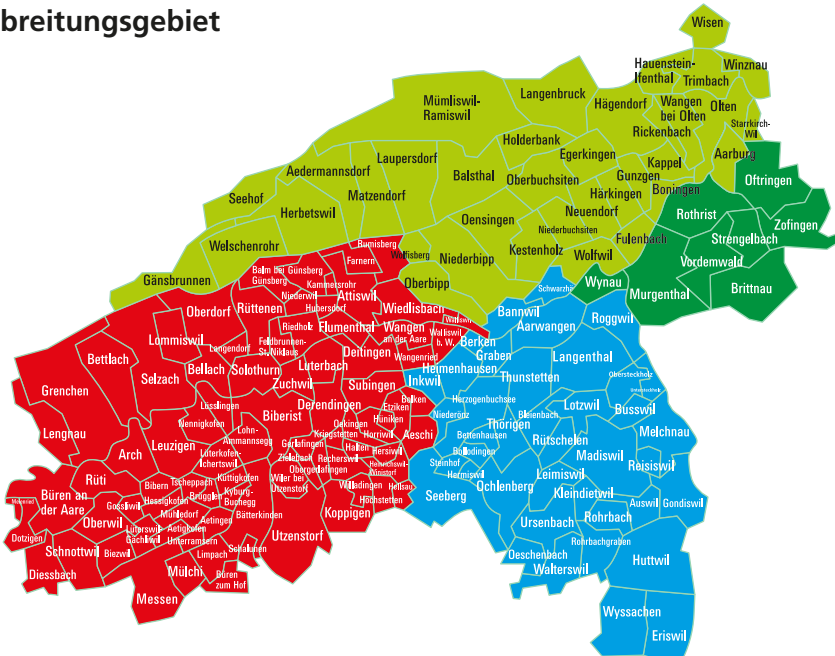 breitungsgebiet
Wisen
Hauenstein-
Ifenthal
Winznau
Trimbach
Langenbruck
Mümliswil-
Ramiswil
Hägendorf
Wangen
bei Olten
Olten
Starrkirch-
Wil
Rickenbach
Holderbank
Egerkingen
Aarburg
Laupersdorf
Kappel
Aedermannsdorf
Balsthal
Oberbuchsiten
Gunzgen
Härkingen
Boningen
Oftringen
Seehof
Matzendorf
Herbetswil
Neuendorf
Rothrist
Zofingen
Oensingen
Niederbuchsiten
Fulenbach
Strengelbach
Welschenrohr
Rumisberg
Wolfisberg
Farnern
Niederbipp
Kestenholz
Wolfwil
Vordemwald
Gänsbrunnen
Balm bei
Günsberg
Günsberg
Kammelsrohr
Oberbipp
Wynau
Murgenthal
Brittnau
Oberdorf
Rüttenen
Niederwil
Hubersdorf
Attiswil
Wiedlisbach
Bannwil
Aarwangen
Roggwil
Lommiswil
Langendorf
Riedholz
Flumenthal
Wangen
an der Aare
Walliswil
b. W.
Berken
Feldbrunnen-
St. Niklaus
Deitingen
Wangenried
Graben
Langenthal
Bettlach
Selzach
Bellach
Solothurn
Luterbach
Heimenhausen
Zuchwil
Subingen
Inkwil
Thunstetten
Obersteckholz
Untersteckholz
Grenchen
Bolken
Herzogenbuchsee
Lotzwil
Busswil
Lengnau
Lüsslingen
Biberist
Derendingen
Etziken
Niederönz
Bleienbach
Nennigkofen
Lohn-
Ammannsegg
Oekingen
Hüniken
Thörigen
Melchnau
Arch
Leuzigen
Gerlafingen
Kriegstetten
Horriwil
Aeschi
Bettenhausen
Rütschelen
Lüterkofen-
Ichertswil
Zielebach
Halten
Hersiwil
Bollodingen
Madiswil
Reisiswil
Obergerlafingen
Recherswil
Heinrichswil-
Winistorf
Steinhof
Hermiswil
Leimiswil
Rüti
Bibern
Tscheppach
Küttigkofen
Wiler bei
Utzenstorf
Willadingen
Hellsau
Ochlenberg
Kleindietwil
Büren an
der Aare
Hessigkofen
Brügglen
Kyburg-
Buchegg
Höchstetten
Seeberg
Auswil
Gondiswil
Gossliwil
Mühledorf
Bätterkinden
Koppigen
Ursenbach
Rohrbach
Oberwil
Lüterswil-
Gächliwil
Aetingen
Aetigkofen
Utzenstorf
Dotzigen
Unterramsern
Rohrbachgraben
Schnottwil
Biezwil
Limpach
Schalunen
Oeschenbach
Huttwil
Diessbach
Mülchi
Büren
zum Hof
Walterswil
Messen
Wyssachen
Eriswil